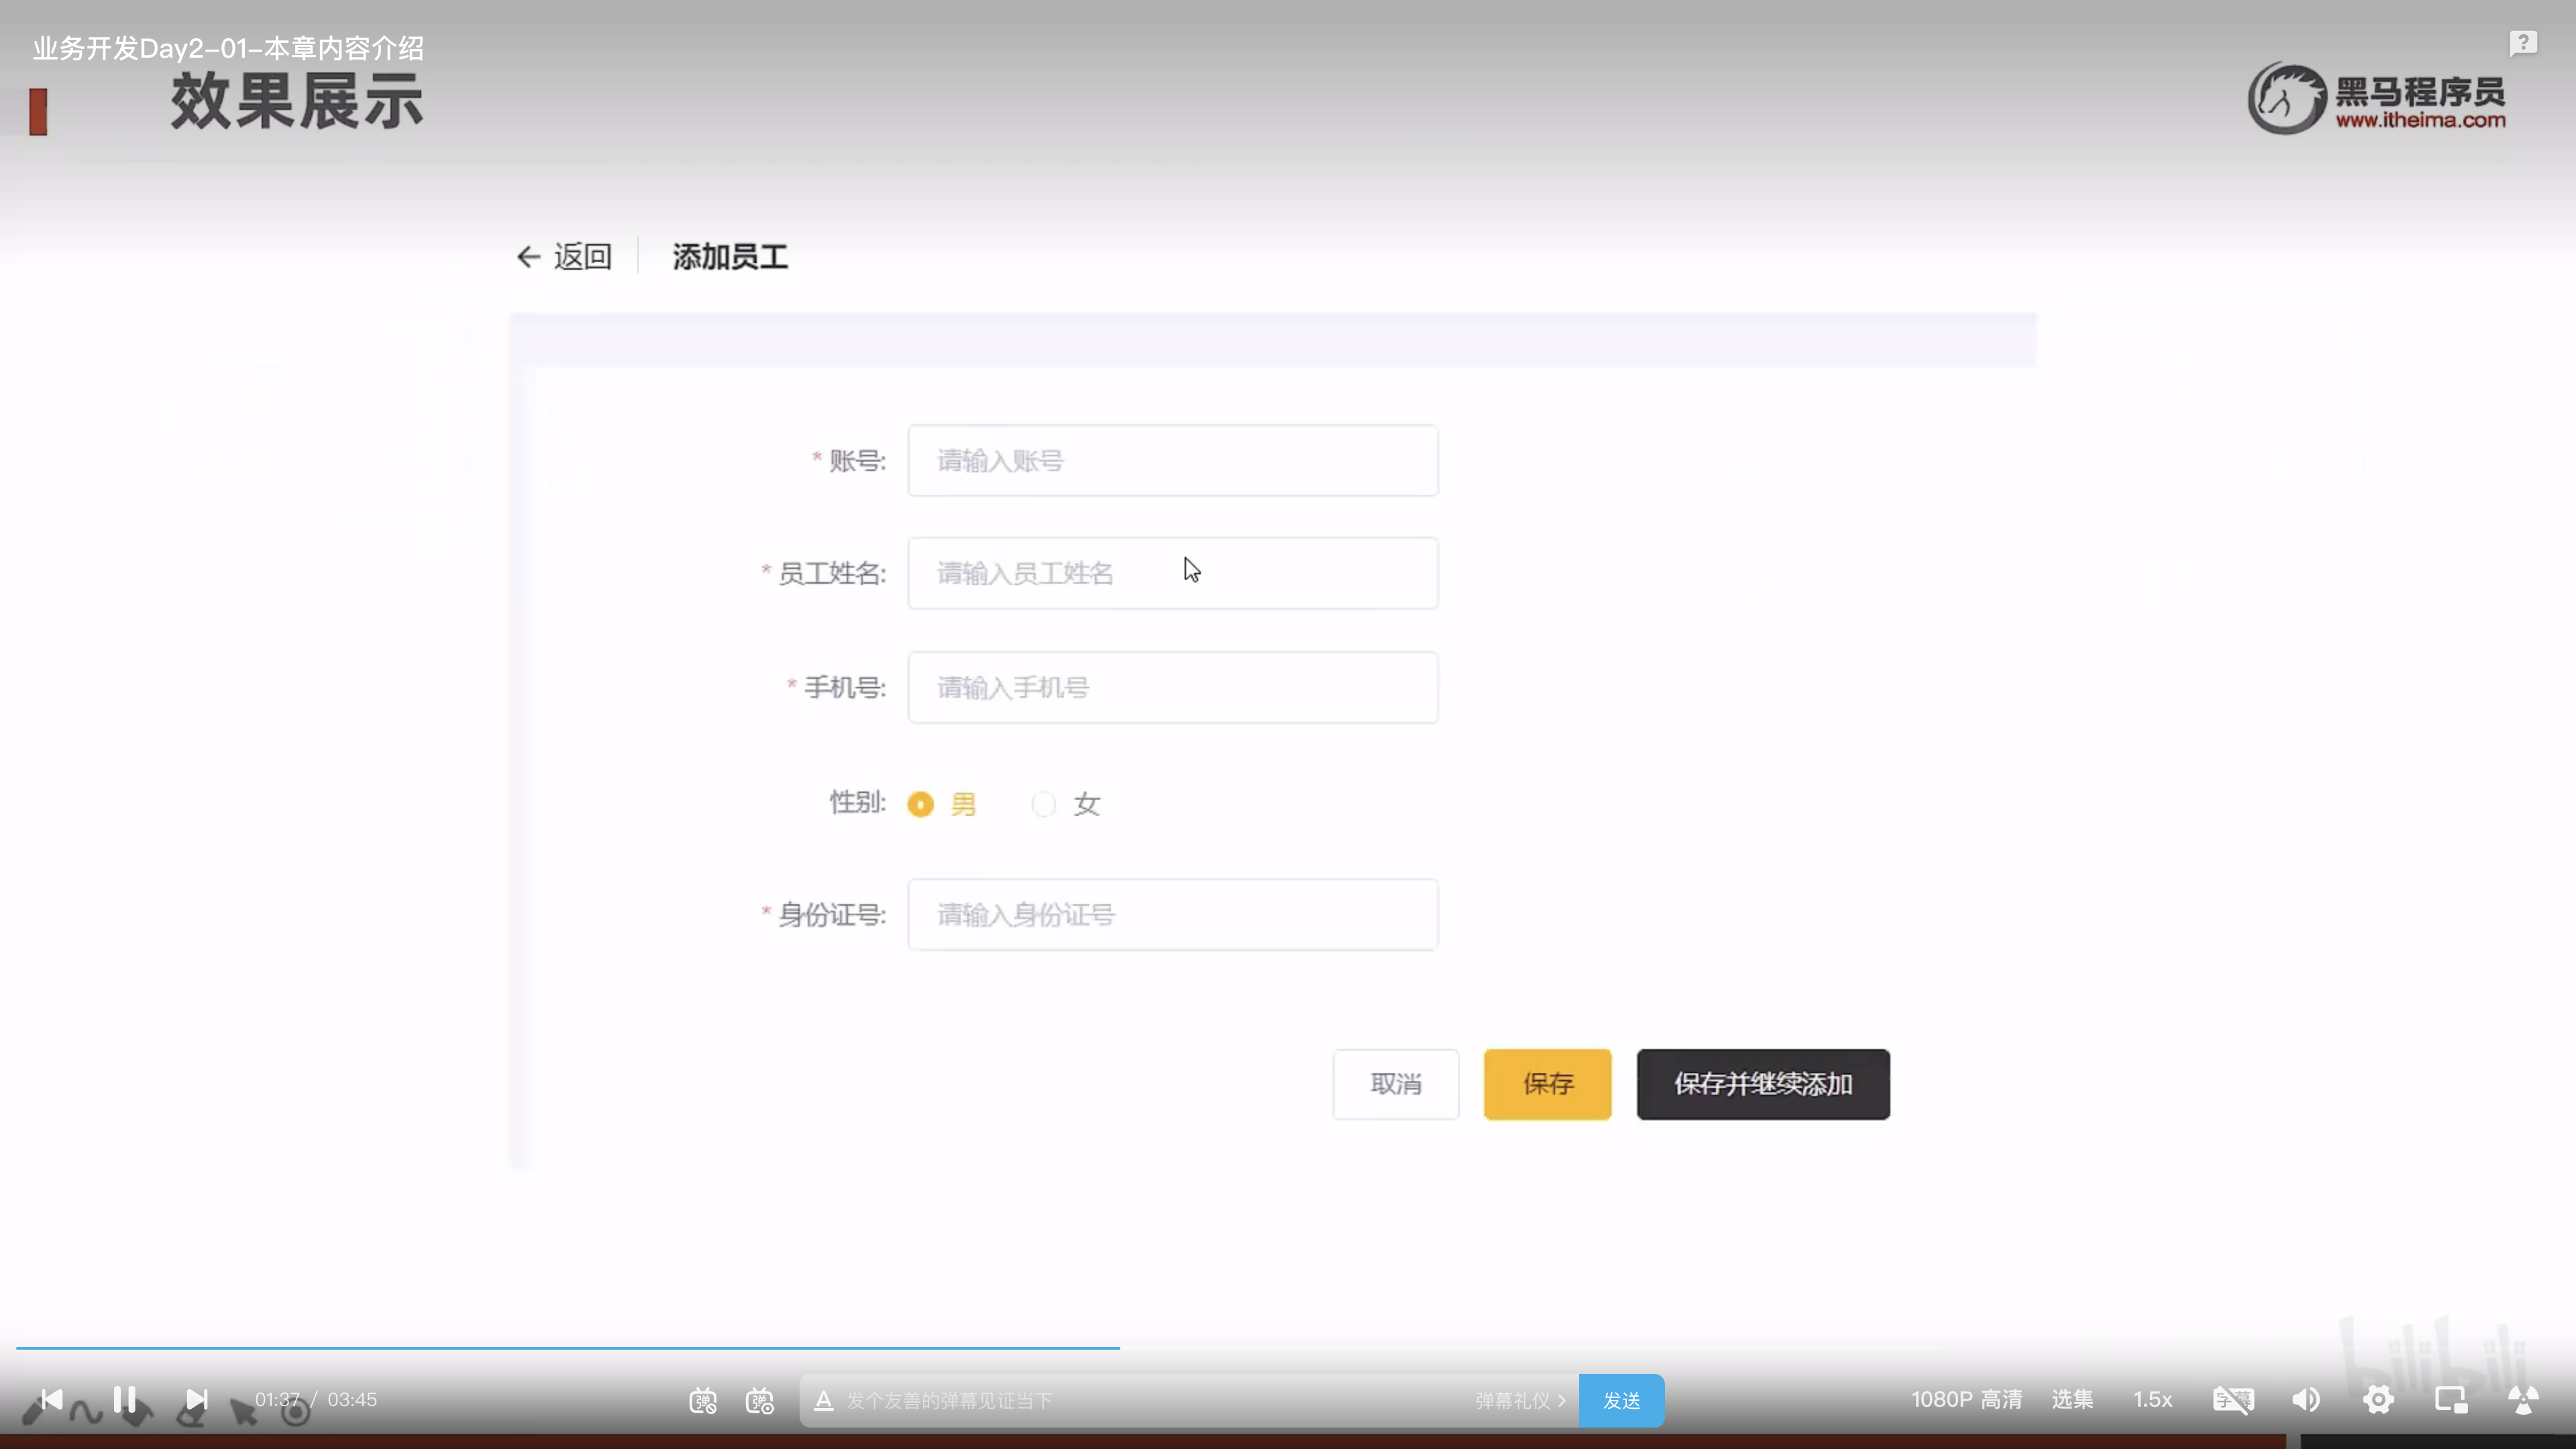 业务开发Day2-01-本章内容介绍
效果展示
黑马程序员
www.itheima.com
返回
添加员工
* 账号:
请输入账号
* 员工姓名:
请输入员工姓名
* 手机号:
请输入手机号
性别:
男
女
* 身份证号:
请输入身份证号
取消
保存
保存并继续添加
bilibili
01:37 / 03:45
弹
弹
A
发个友善的弹幕见证当下
弹幕礼仪
发送
1080P 高清
选集
1.5x
字幕